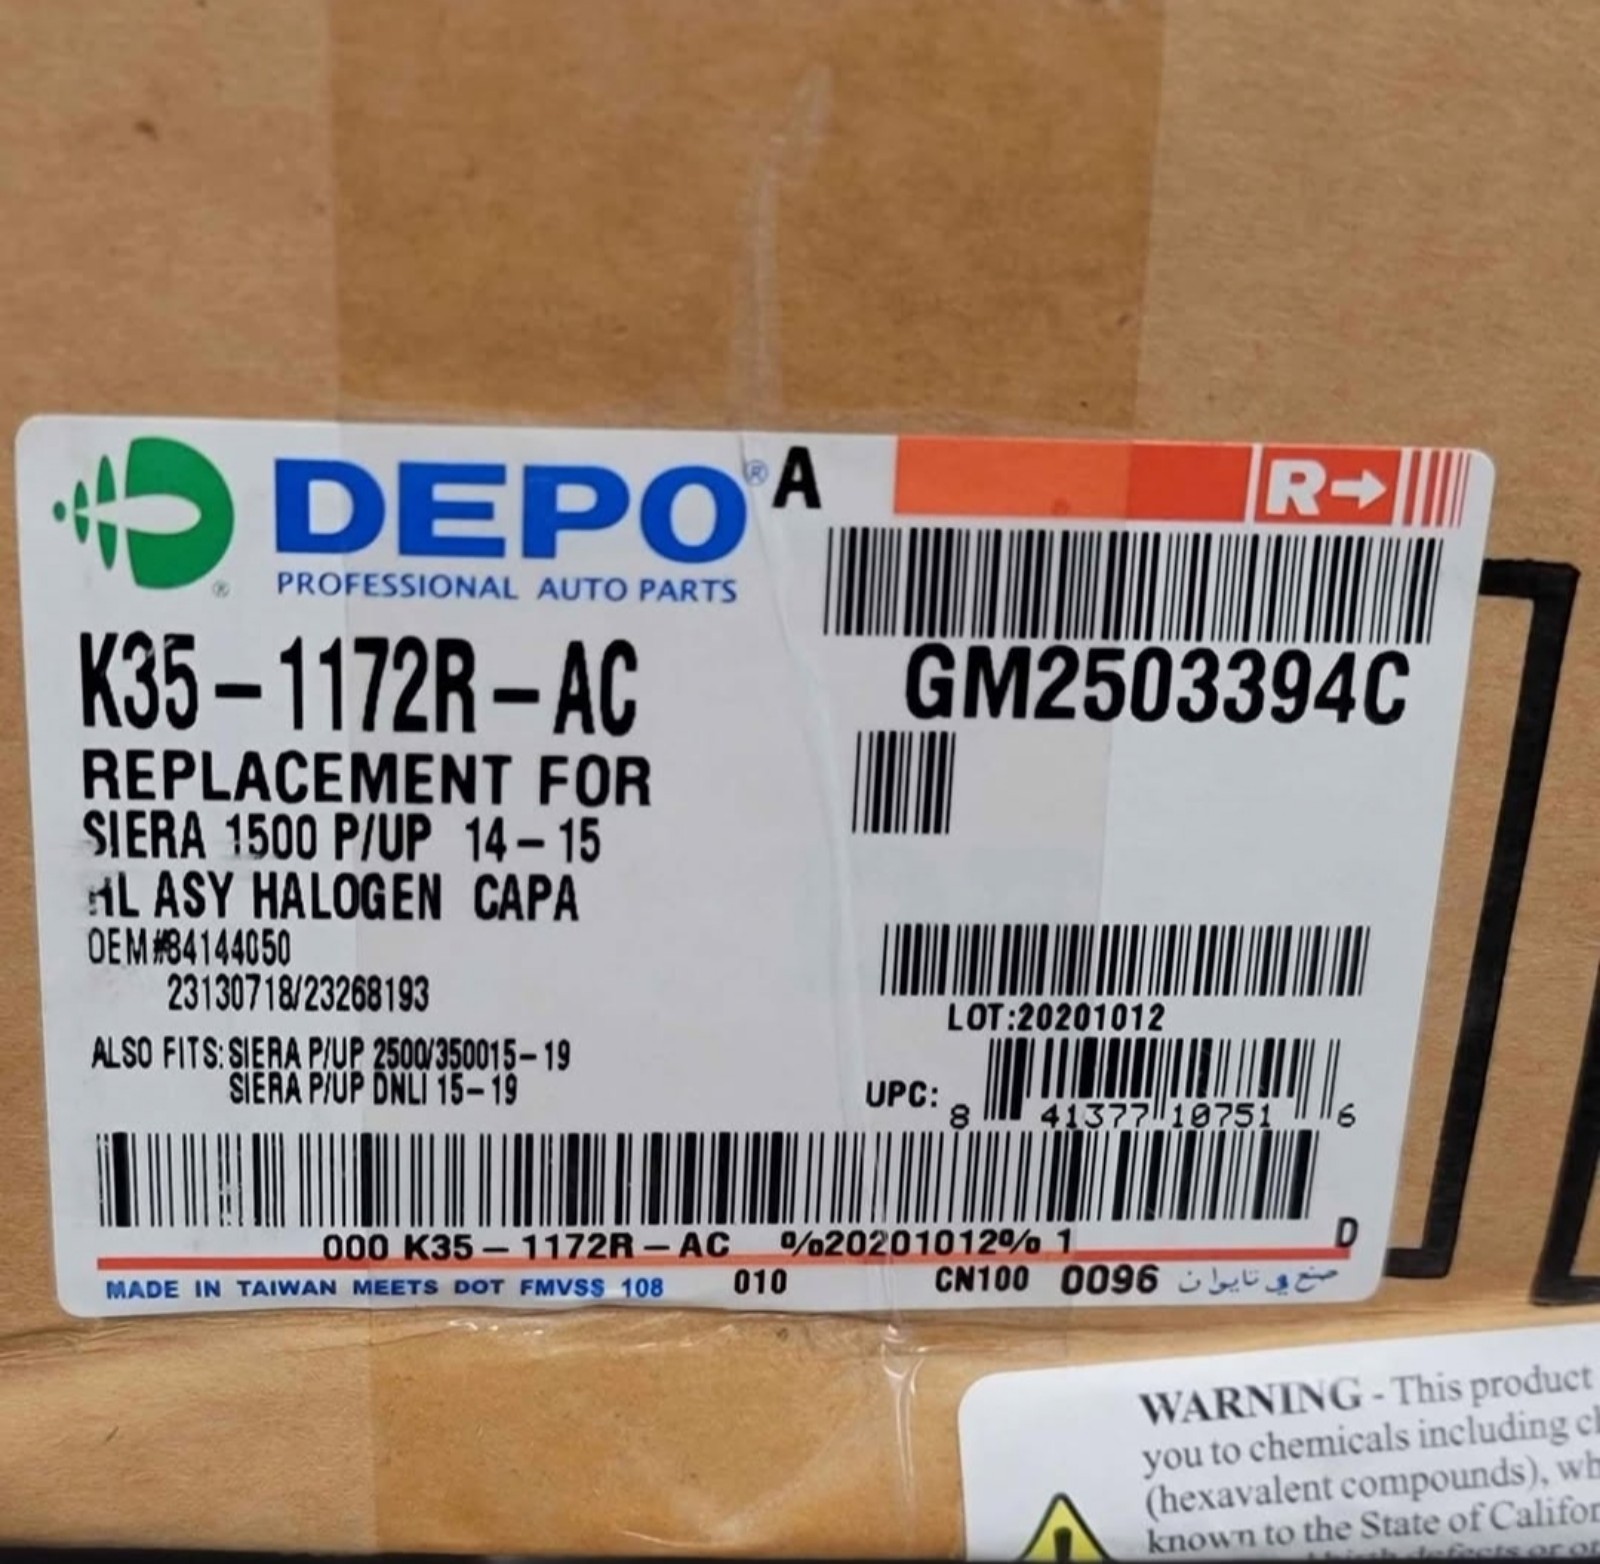 DEPO® A
R→
PROFESSIONAL AUTO PARTS
®
K35-1172R-AC
GM2503394C
REPLACEMENT FOR
SIERA 1500 P/UP 14-15
HL ASY HALOGEN CAPA
OEM#84144050
23130718/23268193
LOT:20201012
ALSO FITS:SIERA P/UP 2500/350015-19
SIERA P/UP DNLI 15-19
UPC: 8 41377 10751 6
000 K35-1172R-AC %20201012% 1
D
MADE IN TAIWAN MEETS DOT FMVSS 108 010 CN100 0096 صنع في تايوان
WARNING - This product
you to chemicals including
(hexavalent compounds),
known to the State of